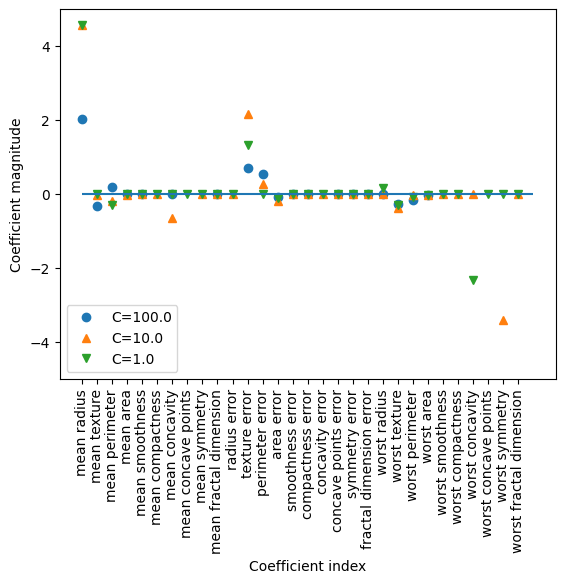 4
2
0
−2
−4
Coefficient magnitude
C=100.0
C=10.0
C=1.0
mean radius
mean texture
mean perimeter
mean area
mean smoothness
mean compactness
mean concavity
mean concave points
mean symmetry
mean fractal dimension
radius error
texture error
perimeter error
area error
smoothness error
compactness error
concavity error
concave points error
symmetry error
fractal dimension error
worst radius
worst texture
worst perimeter
worst area
worst smoothness
worst compactness
worst concavity
worst concave points
worst symmetry
worst fractal dimension
Coefficient index